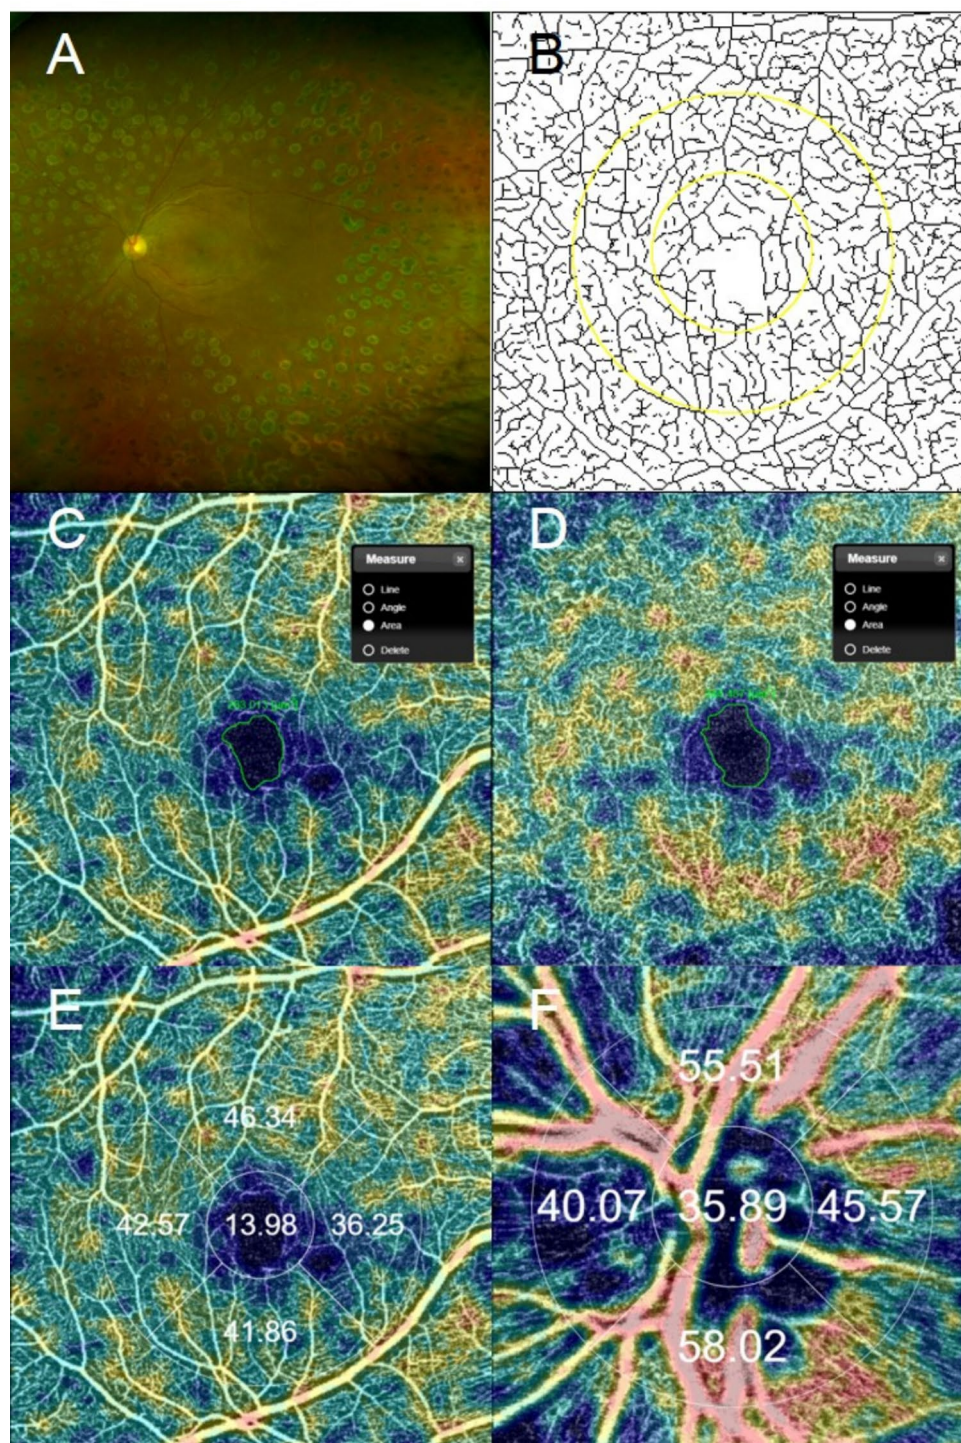 A
B
C
Measure
Line
Angle
Area
Delete
D
Measure
Line
Angle
Area
Delete
E
46.34
42.57 13.98 36.25
41.86
F
55.51
40.07 35.89 45.57
58.02